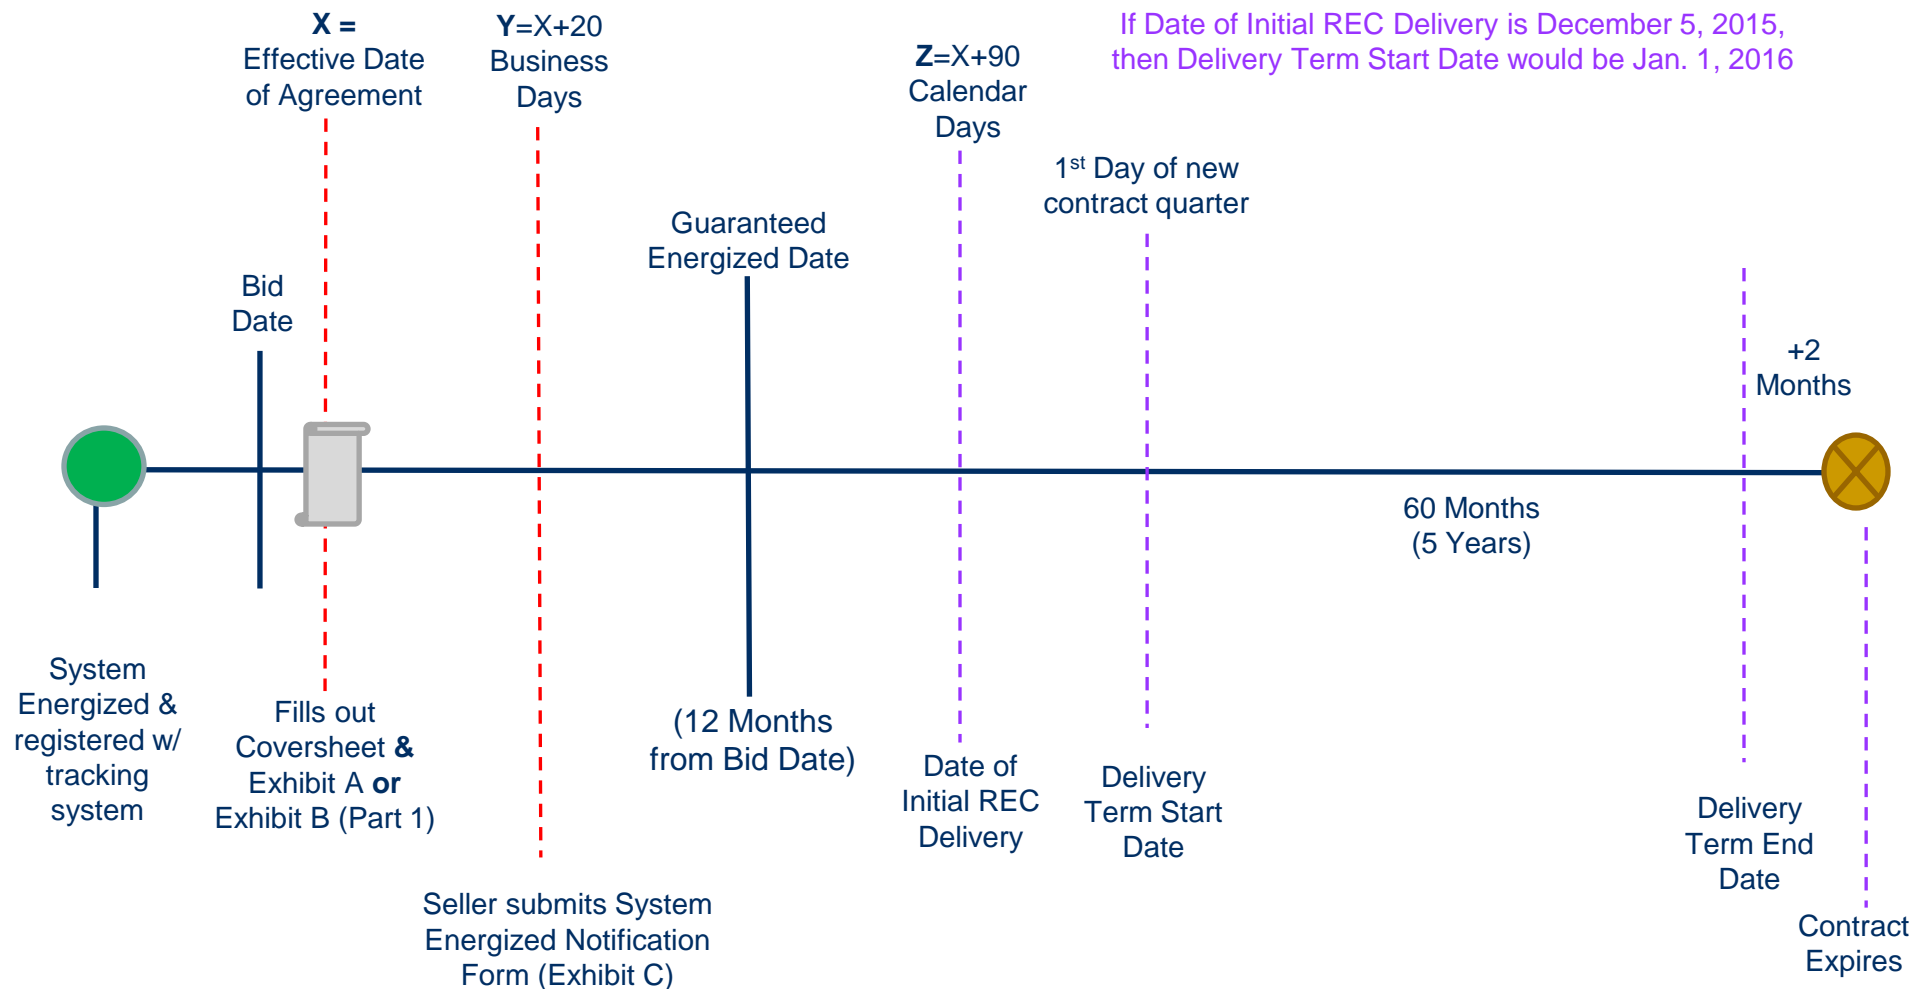 X =
Effective Date
of Agreement
Y=X+20
Business
Days
Z=X+90
Calendar
Days
If Date of Initial REC Delivery is December 5, 2015,
then Delivery Term Start Date would be Jan. 1, 2016
1st Day of new
contract quarter
Guaranteed
Energized Date
Bid
Date
+2
Months
60 Months
(5 Years)
System
Energized &
registered w/
tracking
system
Fills out
Coversheet &
Exhibit A or
Exhibit B (Part 1)
Seller submits System
Energized Notification
Form (Exhibit C)
(12 Months
from Bid Date)
Date of
Initial REC
Delivery
Delivery
Term Start
Date
Delivery
Term End
Date
Contract
Expires